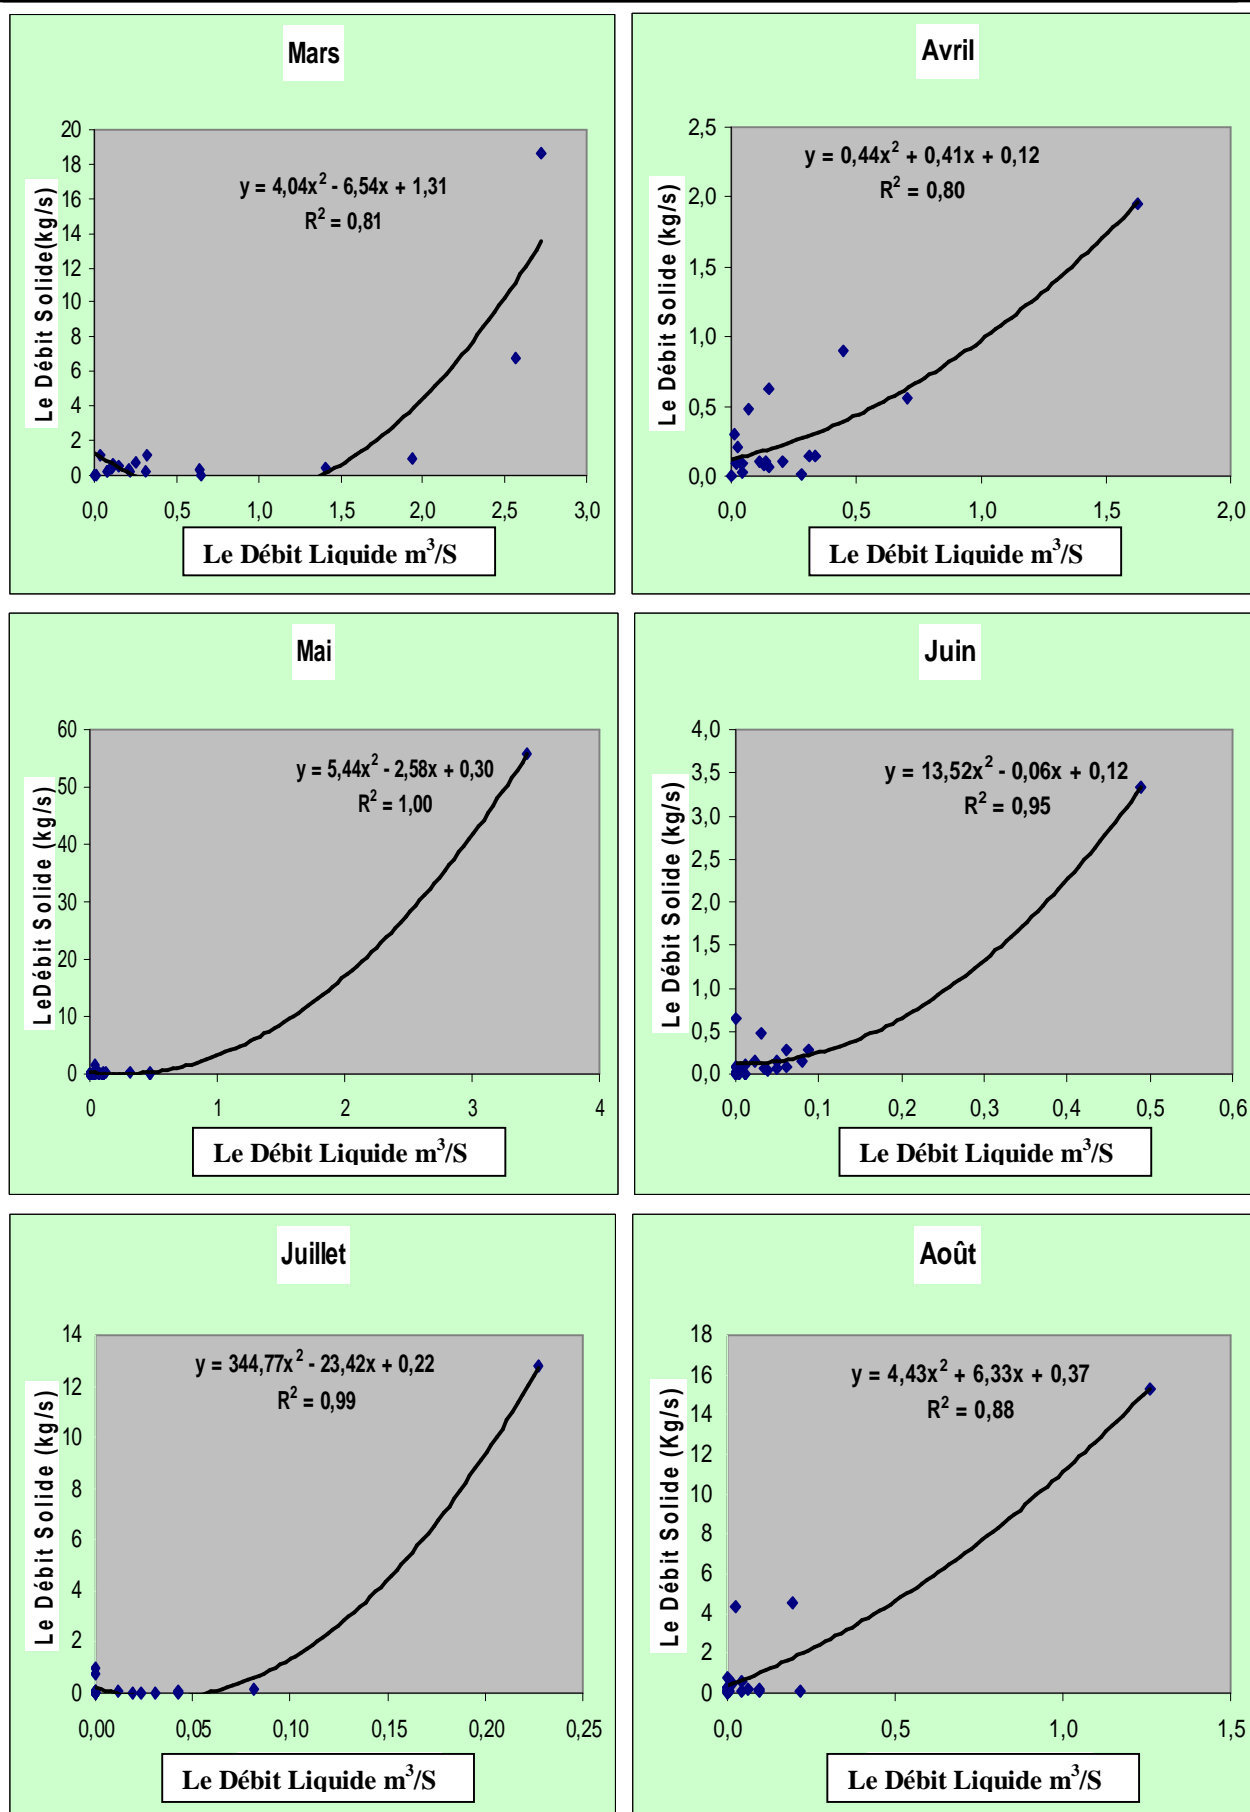 Mars
20
18
16
14
12
10
8
6
4
2
0
0,0 0,5 1,0 1,5 2,0 2,5 3,0
y = 4,04x² - 6,54x + 1,31
R² = 0,81
Le Débit Solide(kg/s)
Le Débit Liquide m³/S
Avril
2,5
2,0
1,5
1,0
0,5
0,0
0,0 0,5 1,0 1,5 2,0
y = 0,44x² + 0,41x + 0,12
R² = 0,80
Le Débit Solide (kg/s)
Le Débit Liquide m³/S
Mai
60
50
40
30
20
10
0
0 1 2 3 4
y = 5,44x² - 2,58x + 0,30
R² = 1,00
LeDébit Solide (kg/s)
Le Débit Liquide m³/S
Juin
4,0
3,5
3,0
2,5
2,0
1,5
1,0
0,5
0,0
0,0 0,1 0,2 0,3 0,4 0,5 0,6
y = 13,52x² - 0,06x + 0,12
R² = 0,95
Le Débit Solide (kg/s)
Le Débit Liquide m³/S
Juillet
14
12
10
8
6
4
2
0
0,00 0,05 0,10 0,15 0,20 0,25
y = 344,77x² - 23,42x + 0,22
R² = 0,99
Le Débit Solide (kg/s)
Le Débit Liquide m³/S
Août
18
16
14
12
10
8
6
4
2
0
0,0 0,5 1,0 1,5
y = 4,43x² + 6,33x + 0,37
R² = 0,88
Le Débit Solide (Kg/s)
Le Débit Liquide m³/S